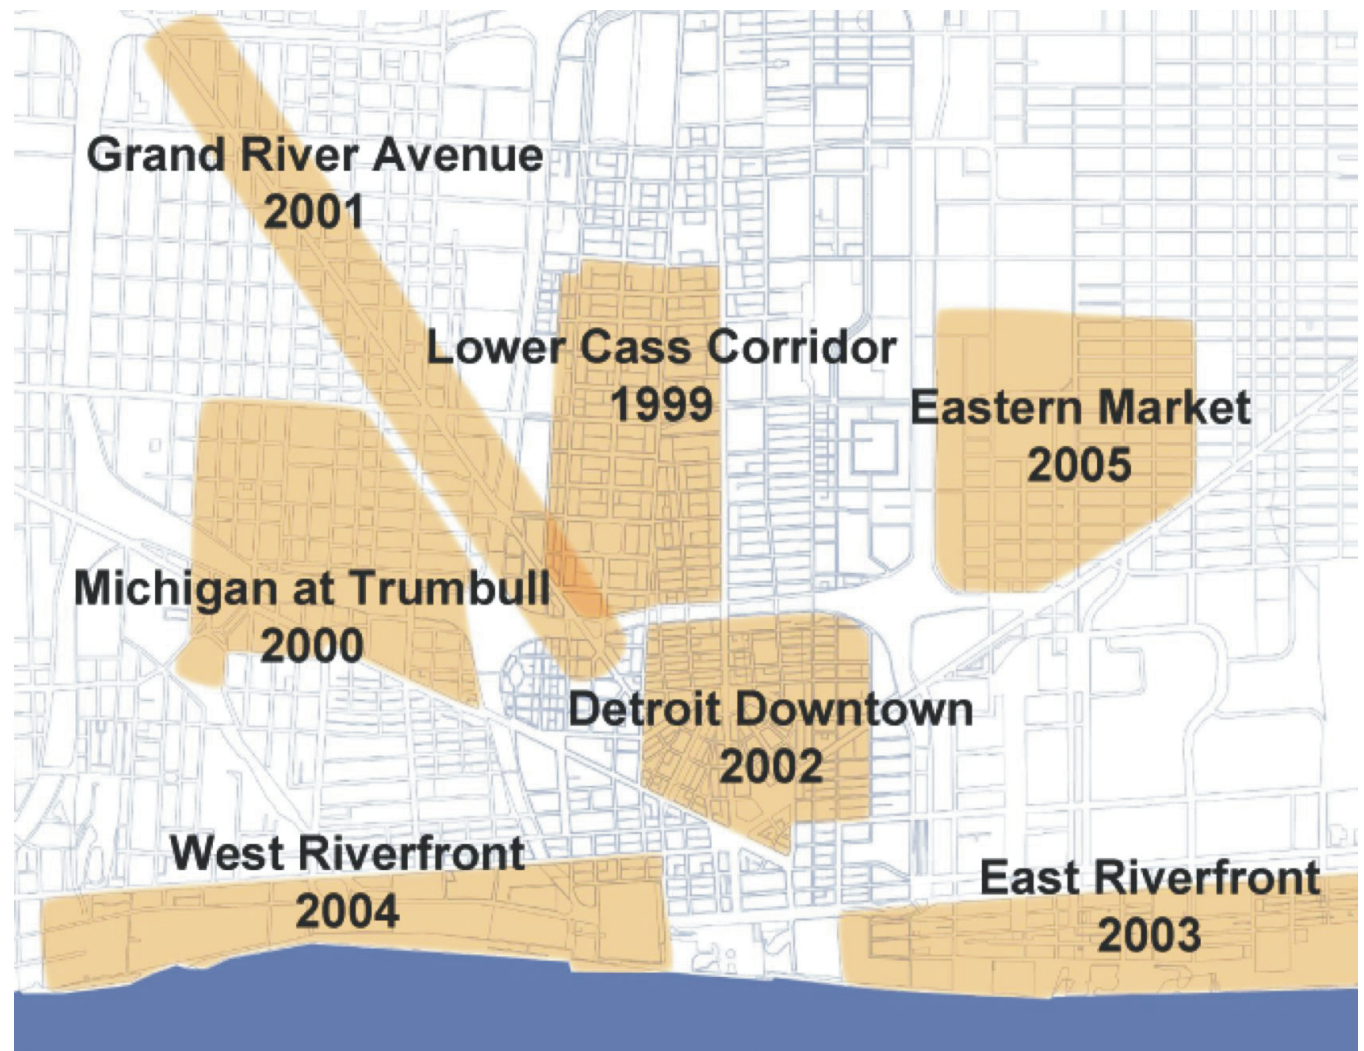 Grand River Avenue
2001
Lower Cass Corridor
1999
Eastern Market
2005
Michigan at Trumbull
2000
Detroit Downtown
2002
West Riverfront
2004
East Riverfront
2003